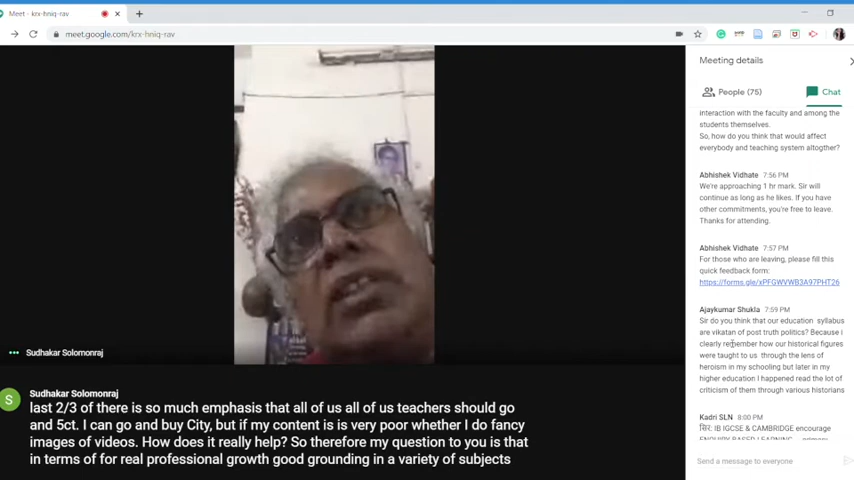 Meet - krx-hniq-rav
meet.google.com/krx-hniq-rav
Meeting details
People (75)
Chat
interaction with the faculty and among the
students themselves.
So, how do you think that would affect
everybody and teaching system altogther?
Abhishek Vidhate 7:56 PM
We're approaching 1 hr mark. Sir will
continue as long as he likes. If you have
other commitments, you're free to leave.
Thanks for attending.
Abhishek Vidhate 7:57 PM
For those who are leaving, please fill this
quick feedback form:
https://forms.gle/xPFGWVWB3A97PHT26
Ajaykumar Shukla 7:59 PM
Sir do you think that our education syllabus
are vikatan of post truth politics? Because i
clearly remember how our historical figures
were taught to us through the lens of
heroism in my schooling but later in my
higher education I happened read the lot of
criticism of them through various historians
Kadri SLN 8:00 PM
सिर: IB IGCSE & CAMBRIDGE encourage
ENQUIRY BASED LEARNING
Send a message to everyone
Sudhakar Solomonraj
S
Sudhakar Solomonraj
last 2/3 of there is so much emphasis that all of us all of us teachers should go
and 5ct. I can go and buy City, but if my content is is very poor whether I do fancy
images of videos. How does it really help? So therefore my question to you is that
in terms of for real professional growth good grounding in a variety of subjects